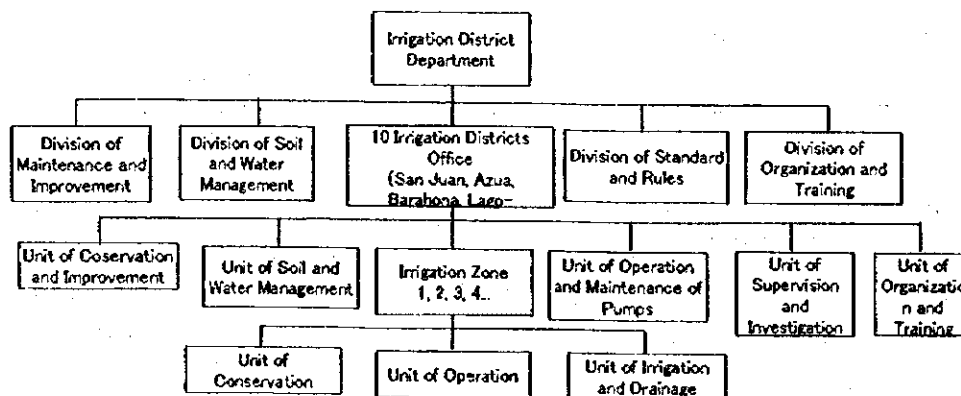 Irrigation District
Department
Division of
Maintenance and
Improvement
Division of Soil
and Water
Management
10 Irrigation Districts
Office
(San Juan, Azua,
Barahona, Lago-
Division of Standard
and Rules
Division of
Organization and
Training
Unit of Coservation
and Improvement
Unit of Soil and
Water Management
Irrigation Zone
1, 2, 3, 4...
Unit of Operation
and Maintenance of
Pumps
Unit of
Supervision
and
Investigation
Unit of
Organizatio
n and
Training
Unit of
Conservation
Unit of Operation
Unit of Irrigation
and Drainage